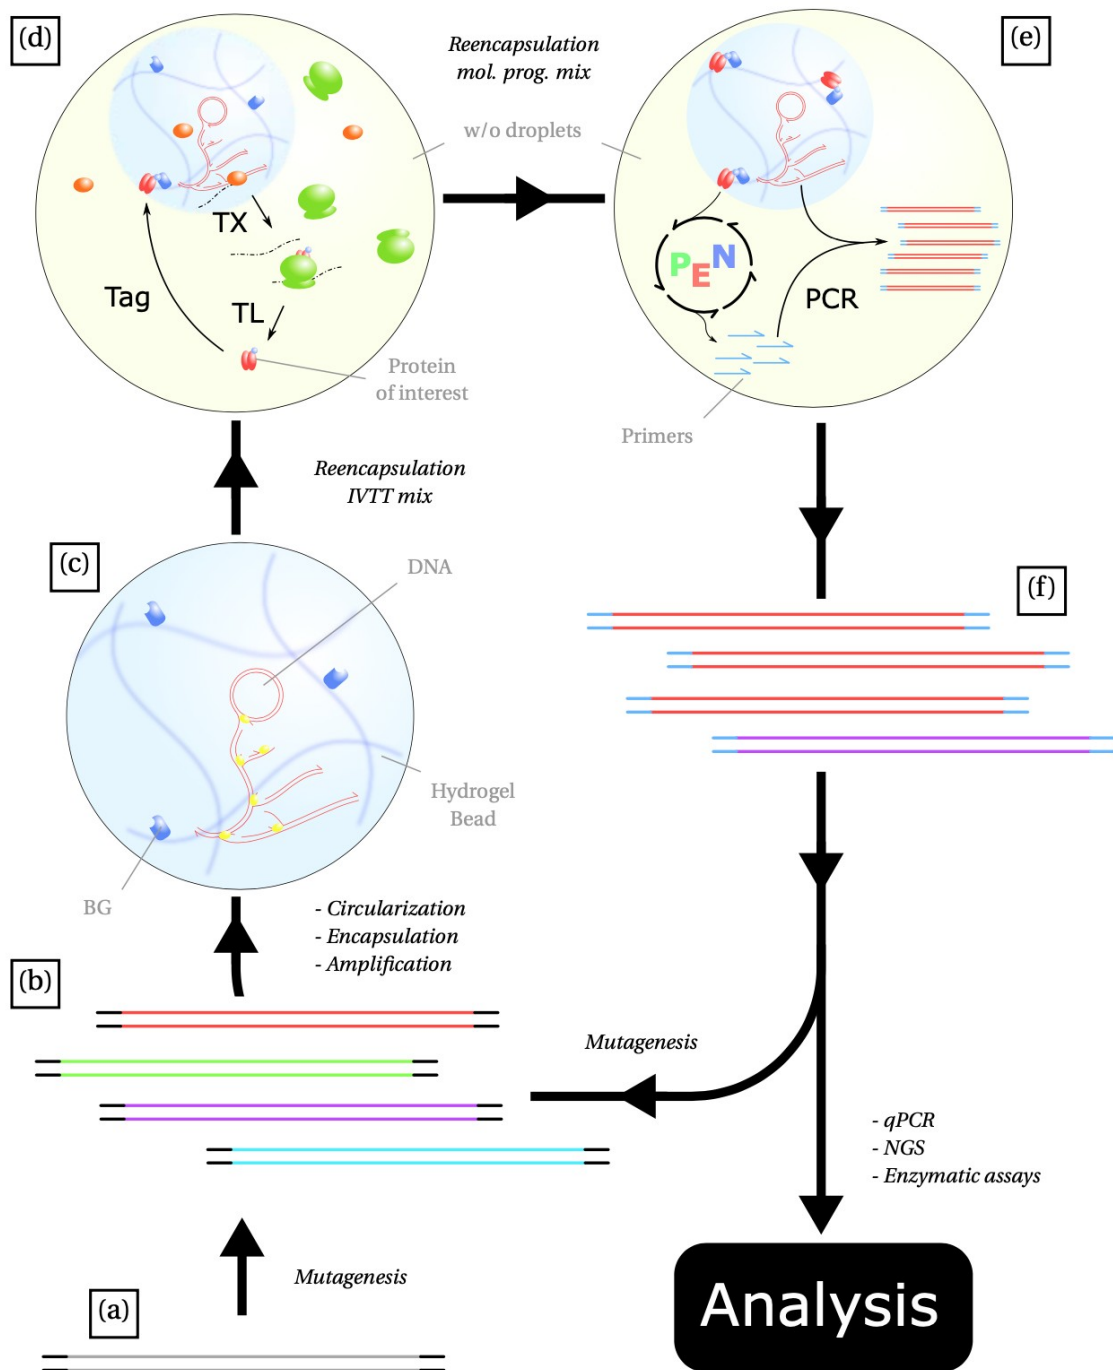 (d)
Reencapsulation
mol. prog. mix
(e)
w/o droplets
TX
Tag
TL
Protein
of interest
PEN
PCR
Primers
Reencapsulation
IVTT mix
(c)
DNA
Hydrogel
Bead
BG
(f)
- Circularization
- Encapsulation
- Amplification
(b)
Mutagenesis
- qPCR
- NGS
- Enzymatic assays
Mutagenesis
(a)
Analysis